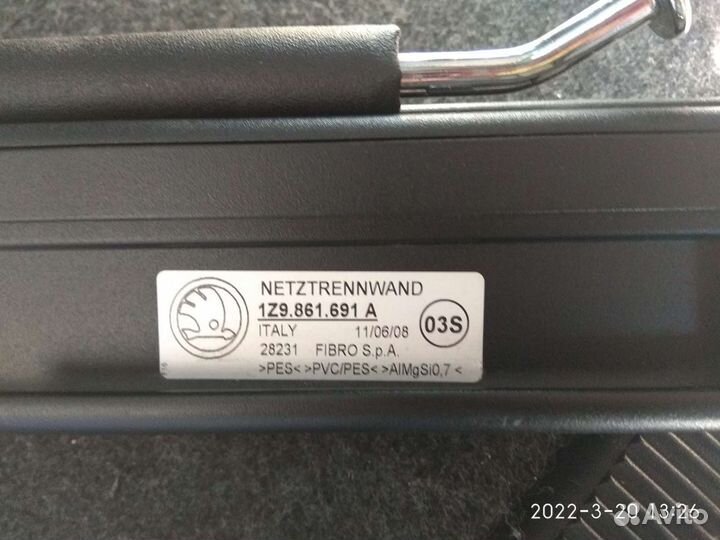 NETZTRENNWAND
1Z9.861.691 A
ITALY 11/06/08
28231 FIBRO S.p.A.
>PES< >PVC/PES< >AlMgSi0,7<
03S
2022-3-20 13:26
Avito